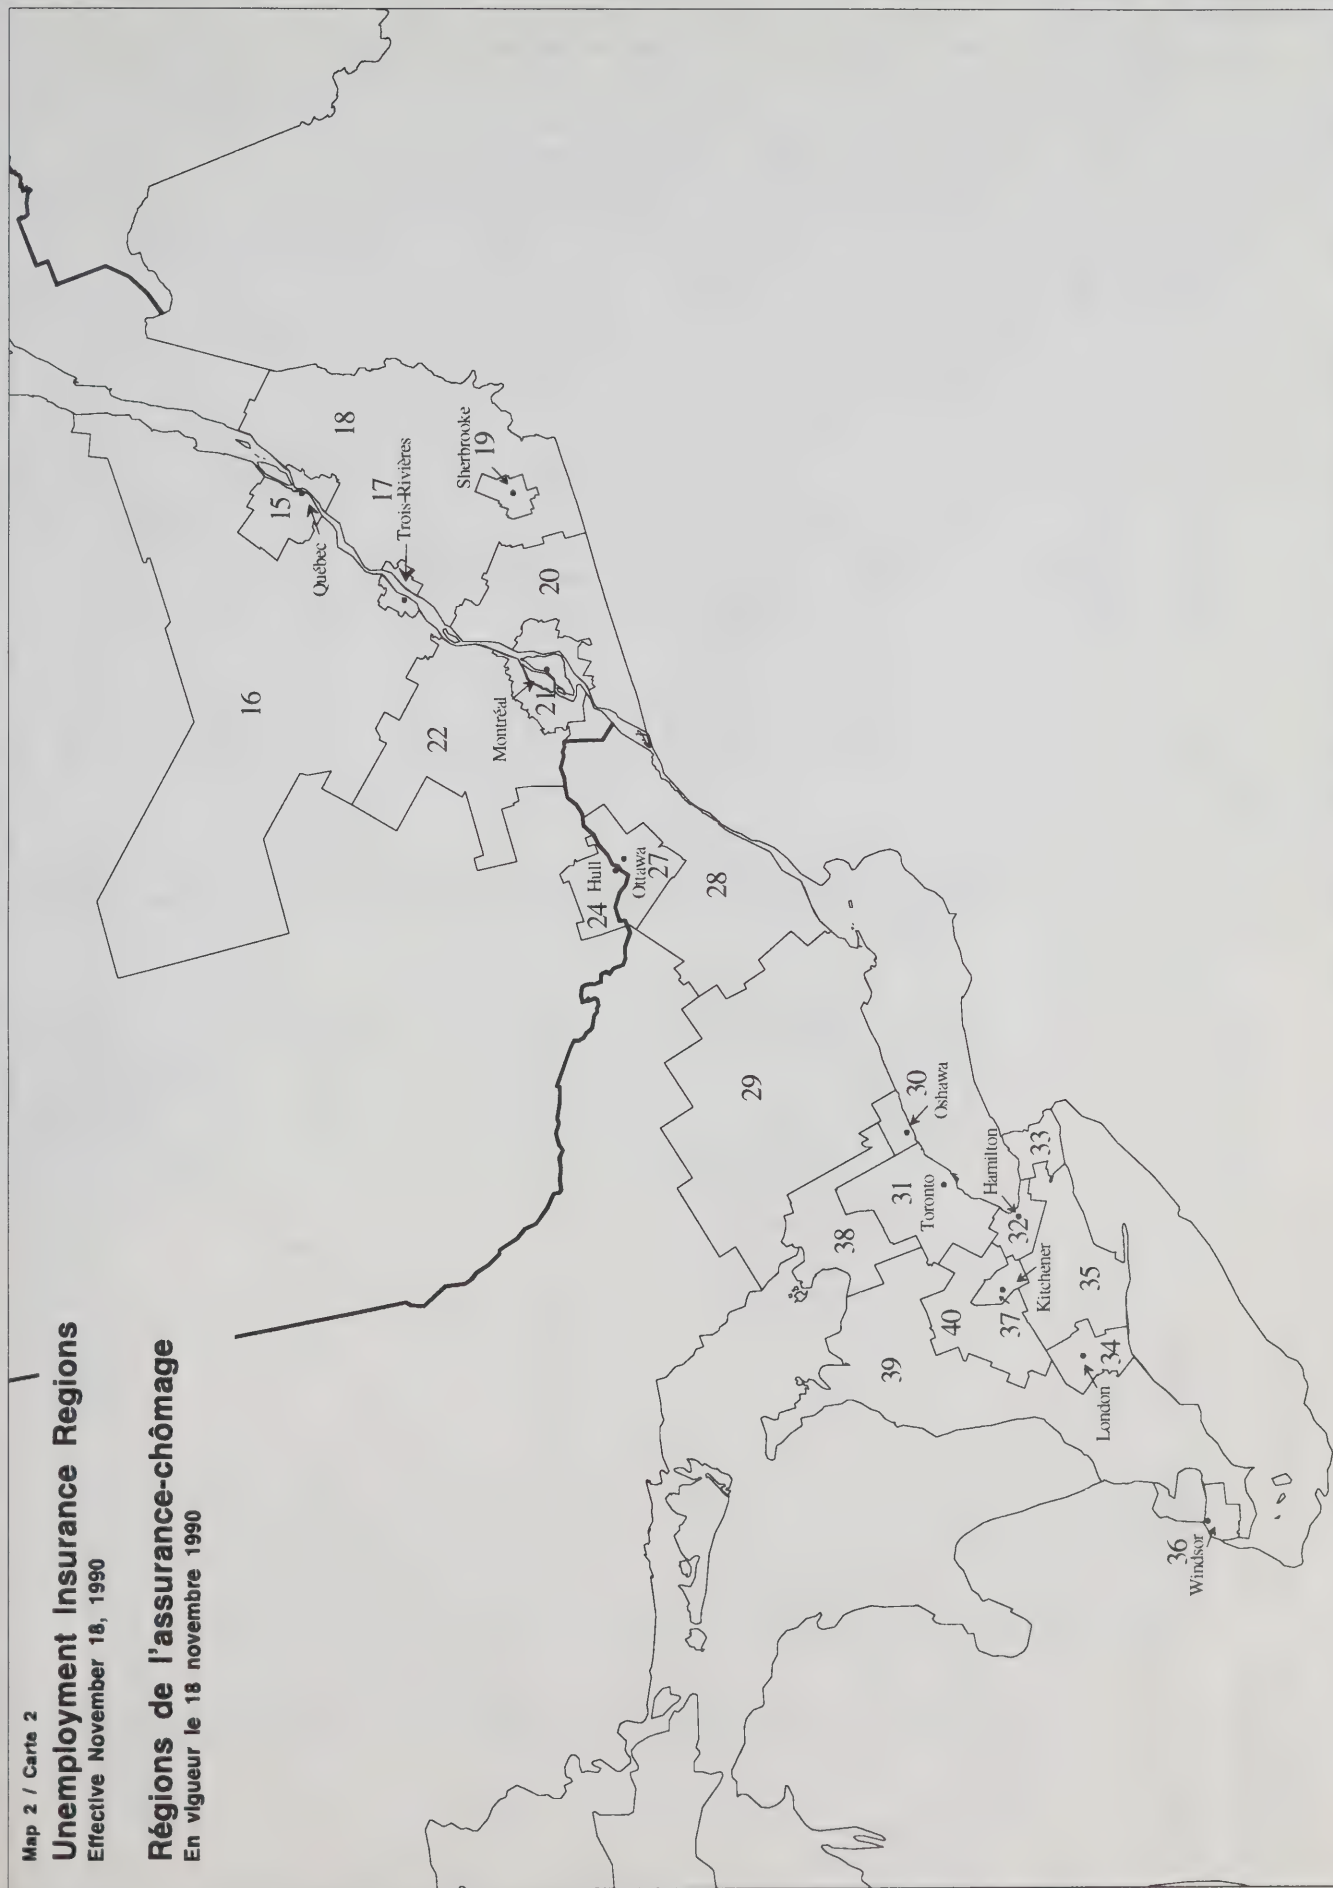 Map 2 / Carte 2
Unemployment Insurance Regions
Effective November 18, 1990
Régions de l'assurance-chômage
En vigueur le 18 novembre 1990
16
15
Québec
18
17
Trois-Rivières
Sherbrooke
19
22
20
Montréal
21
24 Hull
Ottawa
27
28
29
30
Oshawa
31
Toronto
38
Hamilton
32
33
39
40
37
Kitchener
35
London
34
36
Windsor